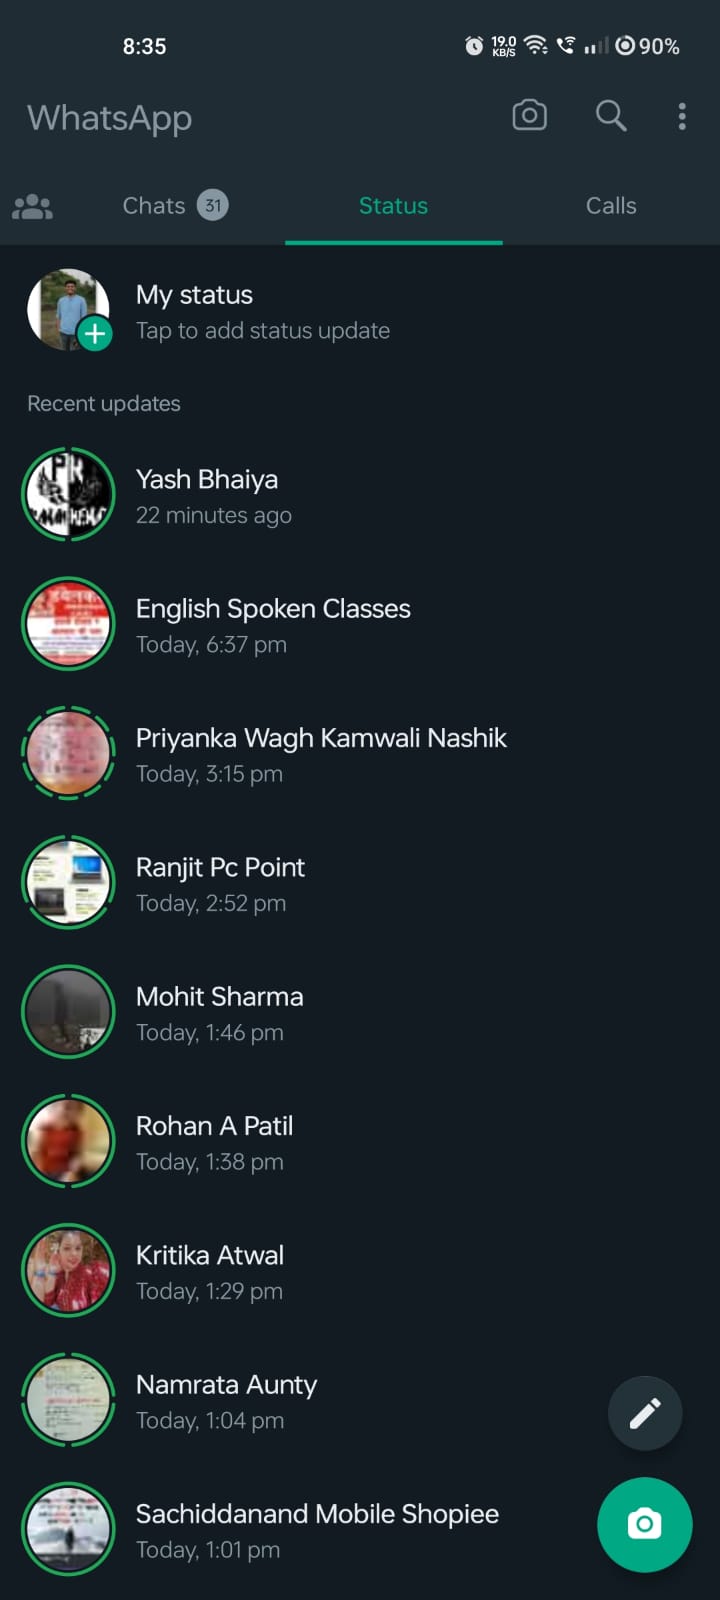 8:35
19.0
KB/S
90%
WhatsApp
Chats 31
Status
Calls
My status
Tap to add status update
Recent updates
Yash Bhaiya
22 minutes ago
English Spoken Classes
Today, 6:37 pm
Priyanka Wagh Kamwali Nashik
Today, 3:15 pm
Ranjit Pc Point
Today, 2:52 pm
Mohit Sharma
Today, 1:46 pm
Rohan A Patil
Today, 1:38 pm
Kritika Atwal
Today, 1:29 pm
Namrata Aunty
Today, 1:04 pm
Sachiddanand Mobile Shopiee
Today, 1:01 pm